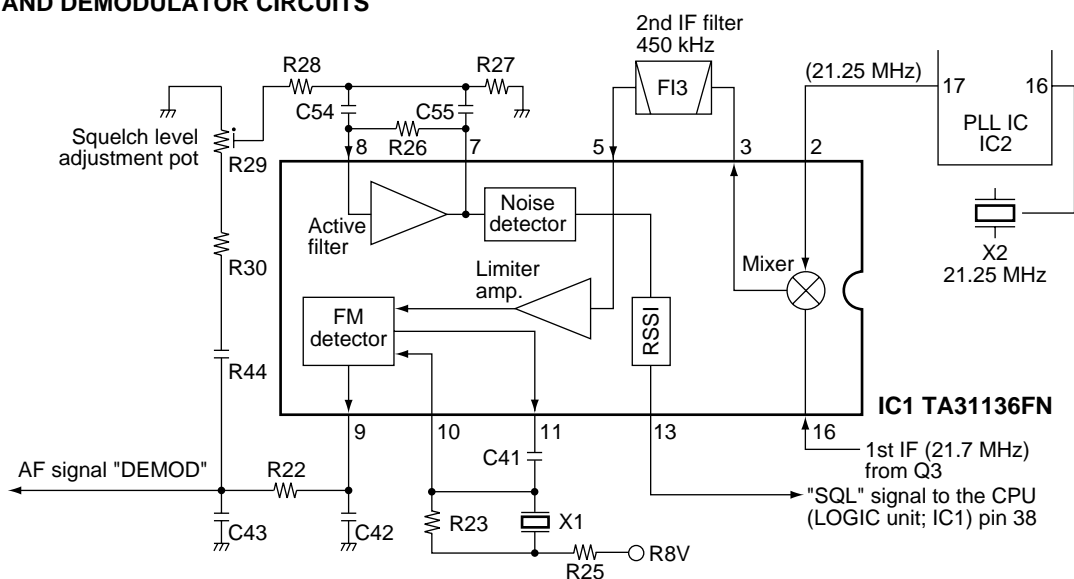 AND DEMODULATOR CIRCUITS
2nd IF filter
450 kHz
R28
R27
FI3
(21.25 MHz)
17
16
PLL IC
IC2
C54
C55
R26
Squelch level
adjustment pot
R29
8
7
5
3
2
Active
filter
Noise
detector
X2
21.25 MHz
Mixer
Limiter
amp.
R30
FM
detector
RSSI
R44
IC1 TA31136FN
9
10
11
13
16
1st IF (21.7 MHz)
from Q3
AF signal "DEMOD"
R22
C41
"SQL" signal to the CPU
(LOGIC unit; IC1) pin 38
C43
C42
R23
X1
R25
R8V